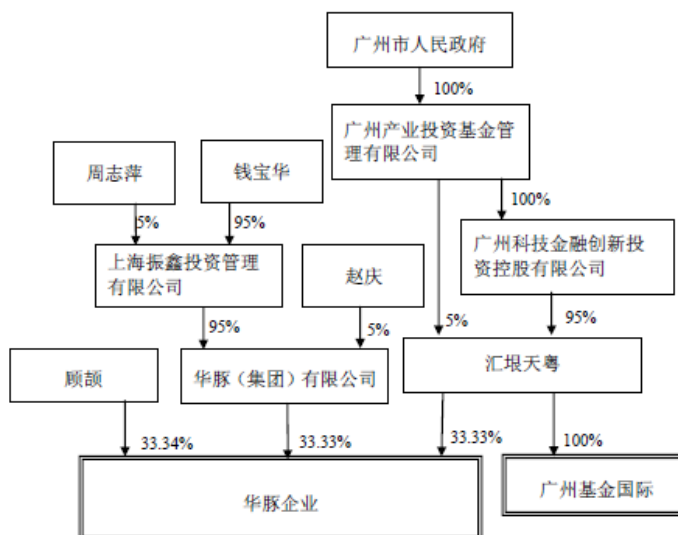 广州市人民政府
100%
广州产业投资基金管
理有限公司
周志萍
钱宝华
100%
5%
95%
广州科技金融创新投
资控股有限公司
上海振鑫投资管理
有限公司
赵庆
95%
5%
5%
95%
顾颉
华豚（集团）有限公司
汇垠天粤
33.34%
33.33%
33.33%
100%
华豚企业
广州基金国际